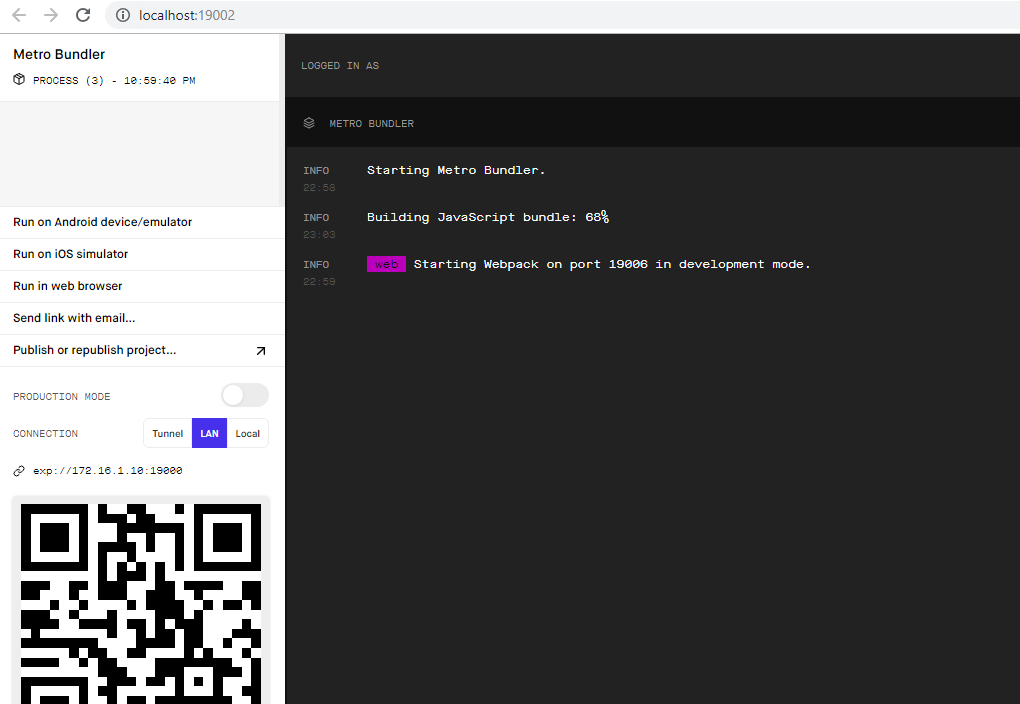 localhost:19002
Metro Bundler
PROCESS (3) - 10:59:40 PM
Run on Android device/emulator
Run on iOS simulator
Run in web browser
Send link with email...
Publish or republish project...
PRODUCTION MODE
CONNECTION Tunnel LAN Local
exp://172.16.1.10:19000
LOGGED IN AS
METRO BUNDLER
INFO Starting Metro Bundler.
22:58
INFO Building JavaScript bundle: 68%
23:03
INFO web Starting Webpack on port 19006 in development mode.
22:59